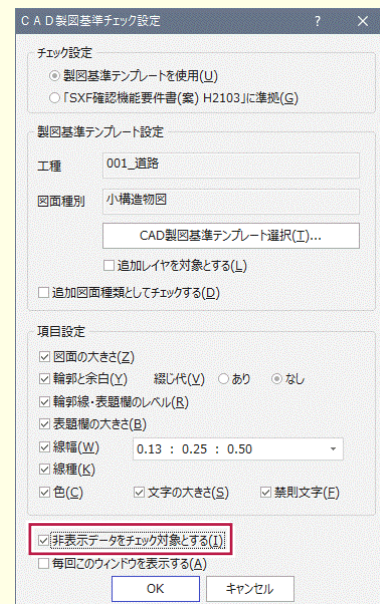 CAD製図基準チェック設定 ? ×
チェック設定
製図基準テンプレートを使用(U)
「SXF確認機能要件書(案) H2103」に準拠(G)
製図基準テンプレート設定
工種 001_道路
図面種別 小構造物図
CAD製図基準テンプレート選択(T)...
追加レイヤを対象とする(L)
追加図面種類としてチェックする(D)
項目設定
図面の大きさ(Z)
輪郭と余白(Y) 綴じ代(V) あり なし
輪郭線・表題欄のレベル(R)
表題欄の大きさ(B)
線幅(W) 0.13 : 0.25 : 0.50
線種(K)
色(C) 文字の大きさ(S) 禁則文字(F)
非表示データをチェック対象とする(I)
毎回このウィンドウを表示する(A)
OK キャンセル